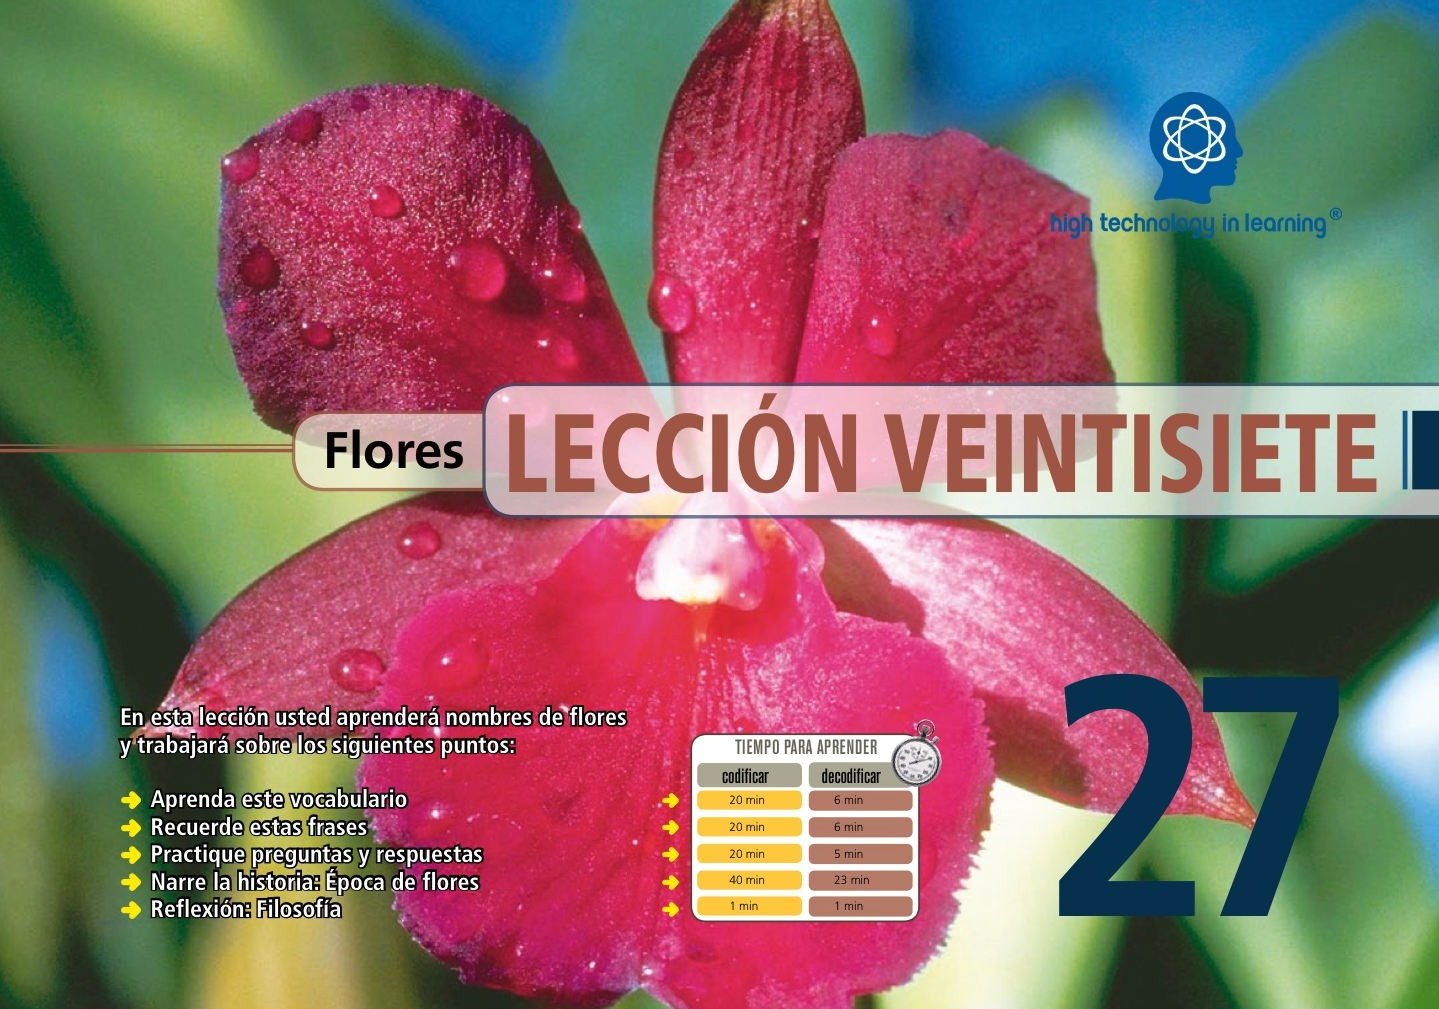 high technology in learning®
Flores
LECCIÓN VEINTISIETE
27
En esta lección usted aprenderá nombres de flores
y trabajará sobre los siguientes puntos:
Aprenda este vocabulario
Recuerde estas frases
Practique preguntas y respuestas
Narre la historia: Época de flores
Reflexión: Filosofía
TIEMPO PARA APRENDER
codificar decodificar
20 min 6 min
20 min 6 min
20 min 5 min
40 min 23 min
1 min 1 min